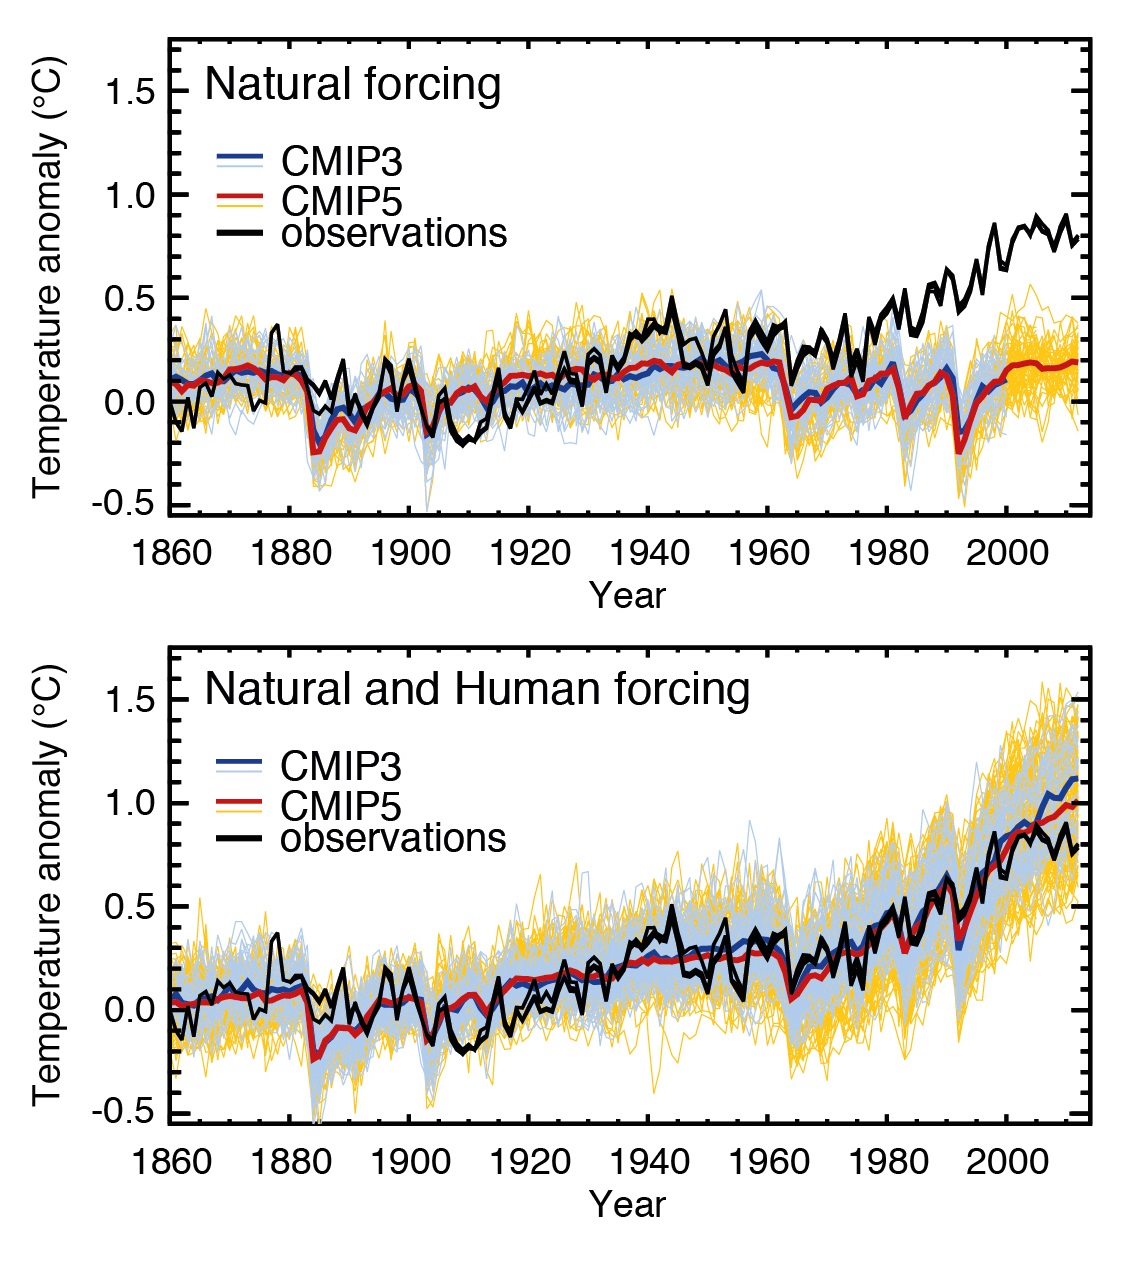 Natural forcing
CMIP3
CMIP5
observations
Temperature anomaly (°C)
1.5
1.0
0.5
0.0
-0.5
1860 1880 1900 1920 1940 1960 1980 2000
Year
Natural and Human forcing
CMIP3
CMIP5
observations
Temperature anomaly (°C)
1.5
1.0
0.5
0.0
-0.5
1860 1880 1900 1920 1940 1960 1980 2000
Year